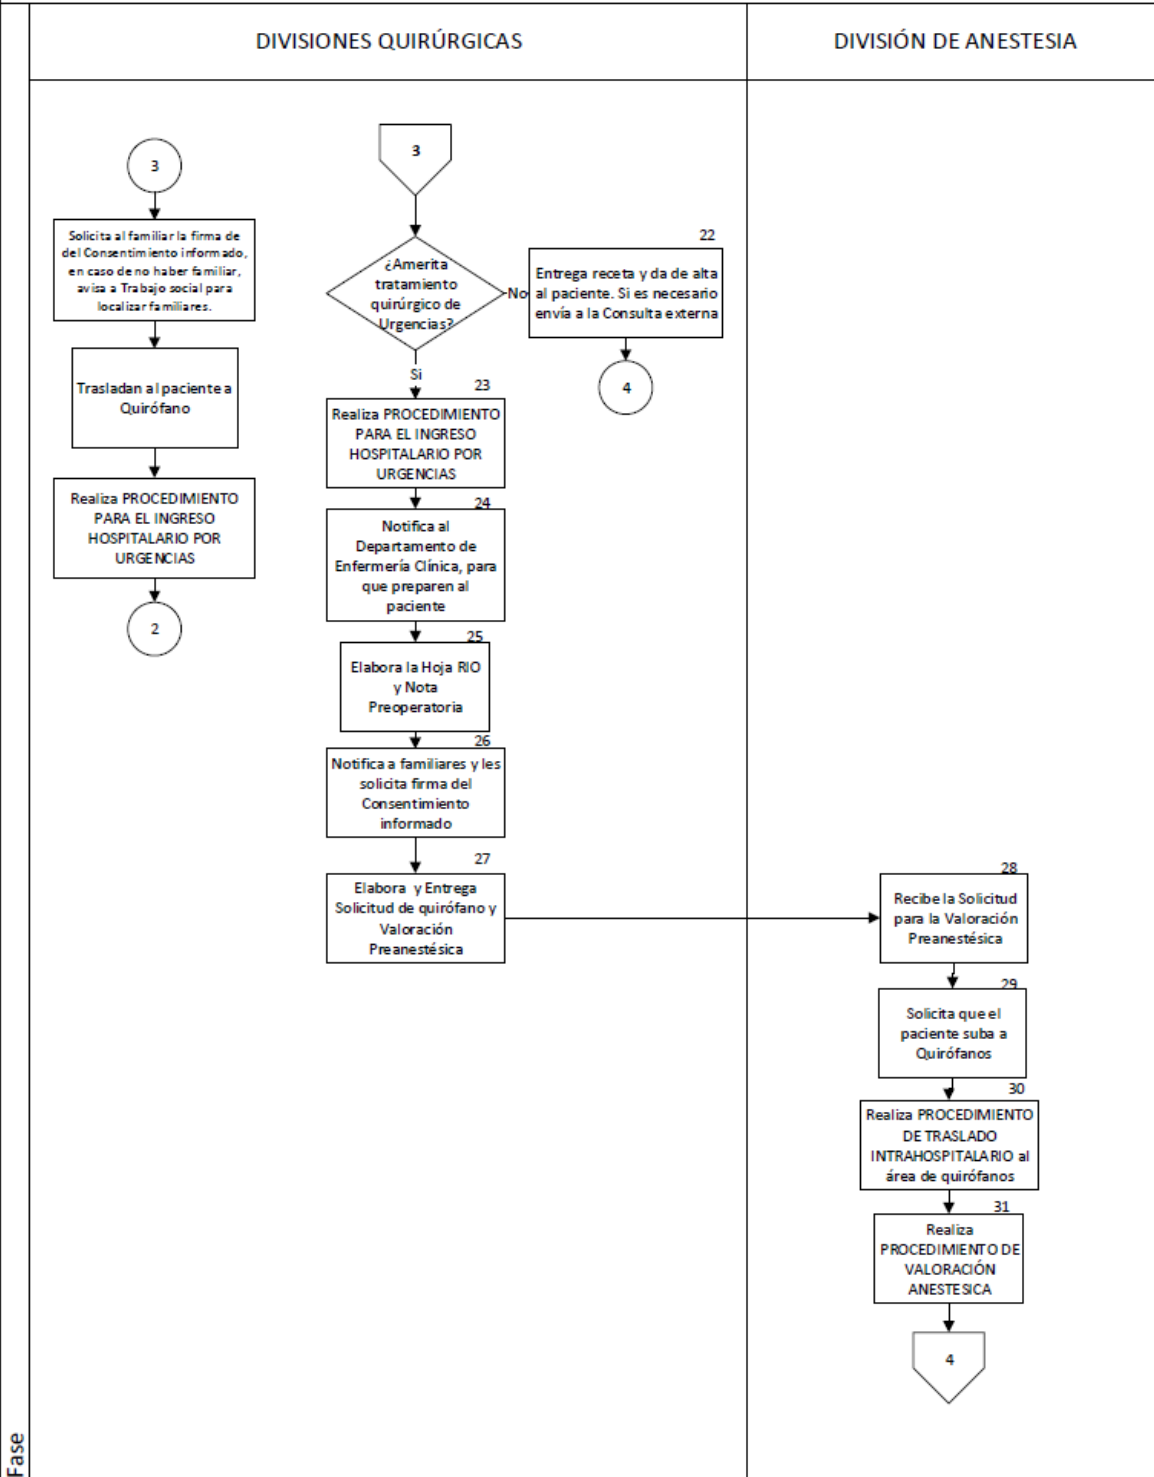 DIVISIONES QUIRÚRGICAS
DIVISIÓN DE ANESTESIA
3
Solicita al familiar la firma de
del Consentimiento informado,
en caso de no haber familiar,
avisa a Trabajo social para
localizar familiares.
Trasladan al paciente a
Quirófano
Realiza PROCEDIMIENTO
PARA EL INGRESO
HOSPITALARIO POR
URGENCIAS
2
3
¿Amerita
tratamiento
quirúrgico de
Urgencias?
No
22
Entrega receta y da de alta
al paciente. Si es necesario
envía a la Consulta externa
4
Si
23
Realiza PROCEDIMIENTO
PARA EL INGRESO
HOSPITALARIO POR
URGENCIAS
24
Notifica al
Departamento de
Enfermería Clínica, para
que preparen al
paciente
25
Elabora la Hoja RIO
y Nota
Preoperatoria
26
Notifica a familiares y les
solicita firma del
Consentimiento
informado
27
Elabora y Entrega
Solicitud de quirófano y
Valoración
Preanestésica
28
Recibe la Solicitud
para la Valoración
Preanestésica
29
Solicita que el
paciente suba a
Quirófanos
30
Realiza PROCEDIMIENTO
DE TRASLADO
INTRAHOSPITALARIO al
área de quirófanos
31
Realiza
PROCEDIMIENTO DE
VALORACIÓN
ANESTESICA
4
Fase